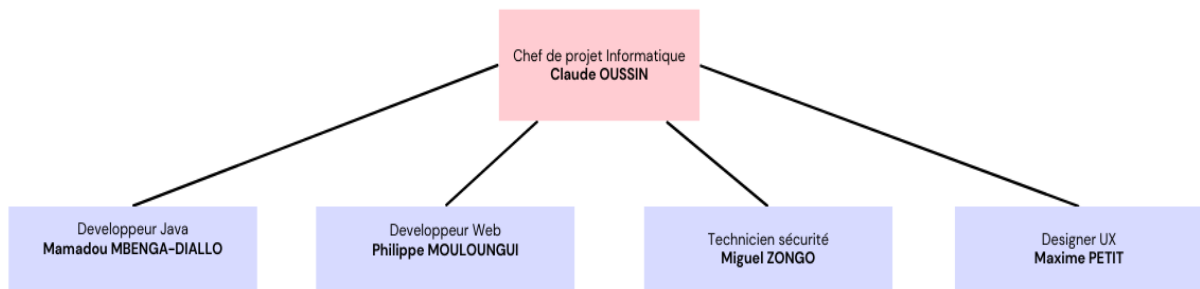 Chef de projet Informatique
Claude OUSSIN
Developpeur Java
Mamadou MBENGA-DIALLO
Developpeur Web
Philippe MOULOUNGUI
Technicien sécurité
Miguel ZONGO
Designer UX
Maxime PETIT